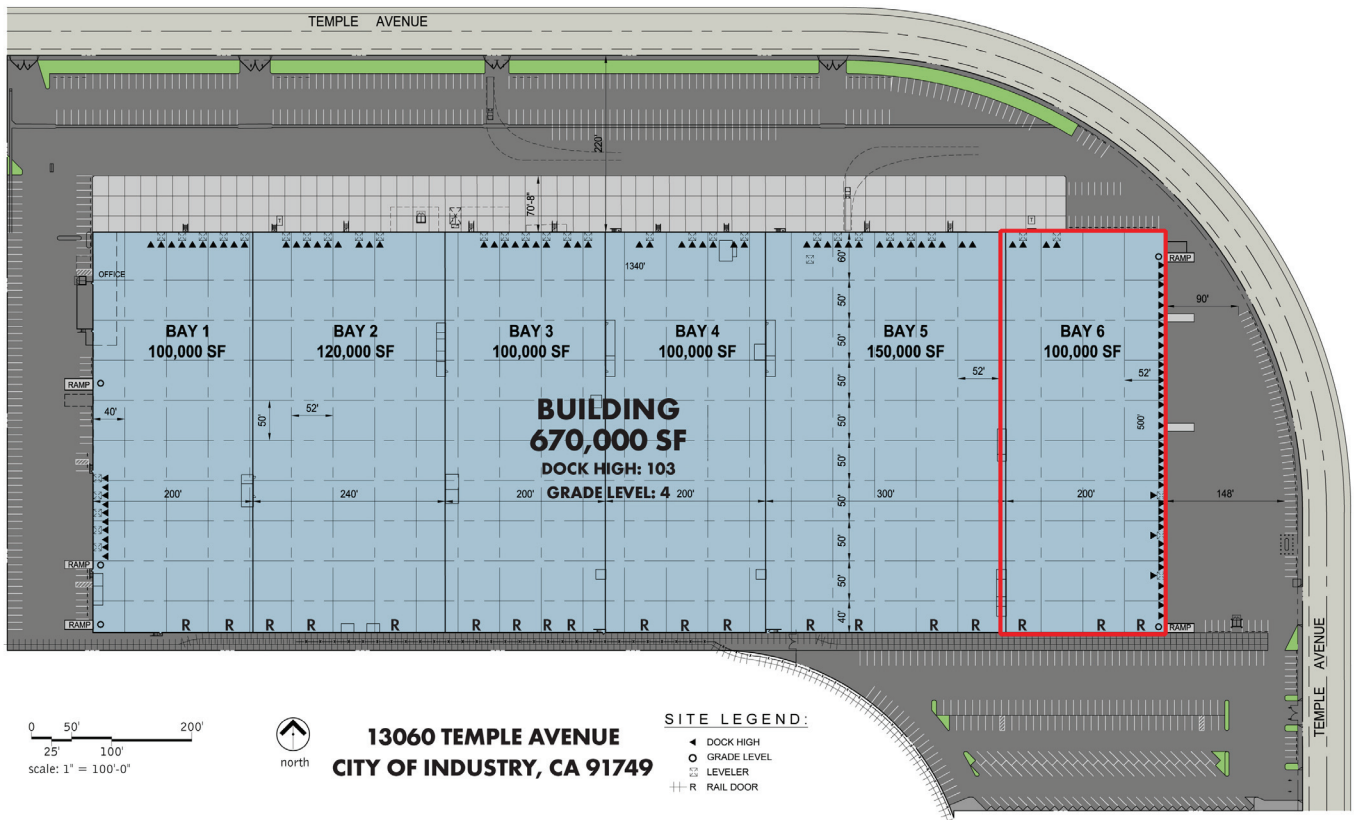 TEMPLE AVENUE
220'
70'-8"
1340'
60'
OFFICE
RAMP
90'
50'
BAY 1
100,000 SF
BAY 2
120,000 SF
BAY 3
100,000 SF
BAY 4
100,000 SF
BAY 5
150,000 SF
BAY 6
100,000 SF
50'
50'
52'
52'
RAMP
40'
50'
52'
BUILDING
670,000 SF
DOCK HIGH: 103
GRADE LEVEL: 4
50'
500'
50'
200'
240'
200'
200'
300'
200'
148'
50'
50'
RAMP
50'
40'
RAMP
R R R R R R R R R R R R R R R R R R R R
RAMP
TEMPLE AVENUE
0 50' 200'
25' 100'
scale: 1" = 100'-0"
north
13060 TEMPLE AVENUE
CITY OF INDUSTRY, CA 91749
SITE LEGEND:
DOCK HIGH
GRADE LEVEL
LEVELER
R RAIL DOOR